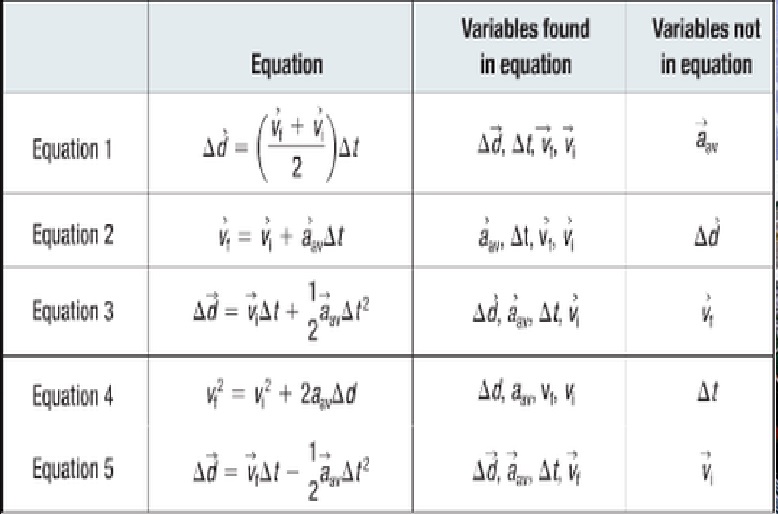 Equation
Variables found
in equation
Variables not
in equation
Equation 1
Δd⃗ = ((v⃗f + v⃗i)/2)Δt
Δd⃗, Δt, v⃗f, v⃗i
a⃗av
Equation 2
v⃗f = v⃗i + a⃗avΔt
a⃗av, Δt, v⃗f, v⃗i
Δd⃗
Equation 3
Δd⃗ = v⃗iΔt + 1/2 a⃗avΔt²
Δd⃗, a⃗av, Δt, v⃗i
v⃗f
Equation 4
vf² = vi² + 2aavΔd
Δd, aav, vf, vi
Δt
Equation 5
Δd⃗ = v⃗fΔt − 1/2 a⃗avΔt²
Δd⃗, a⃗av, Δt, v⃗f
v⃗i